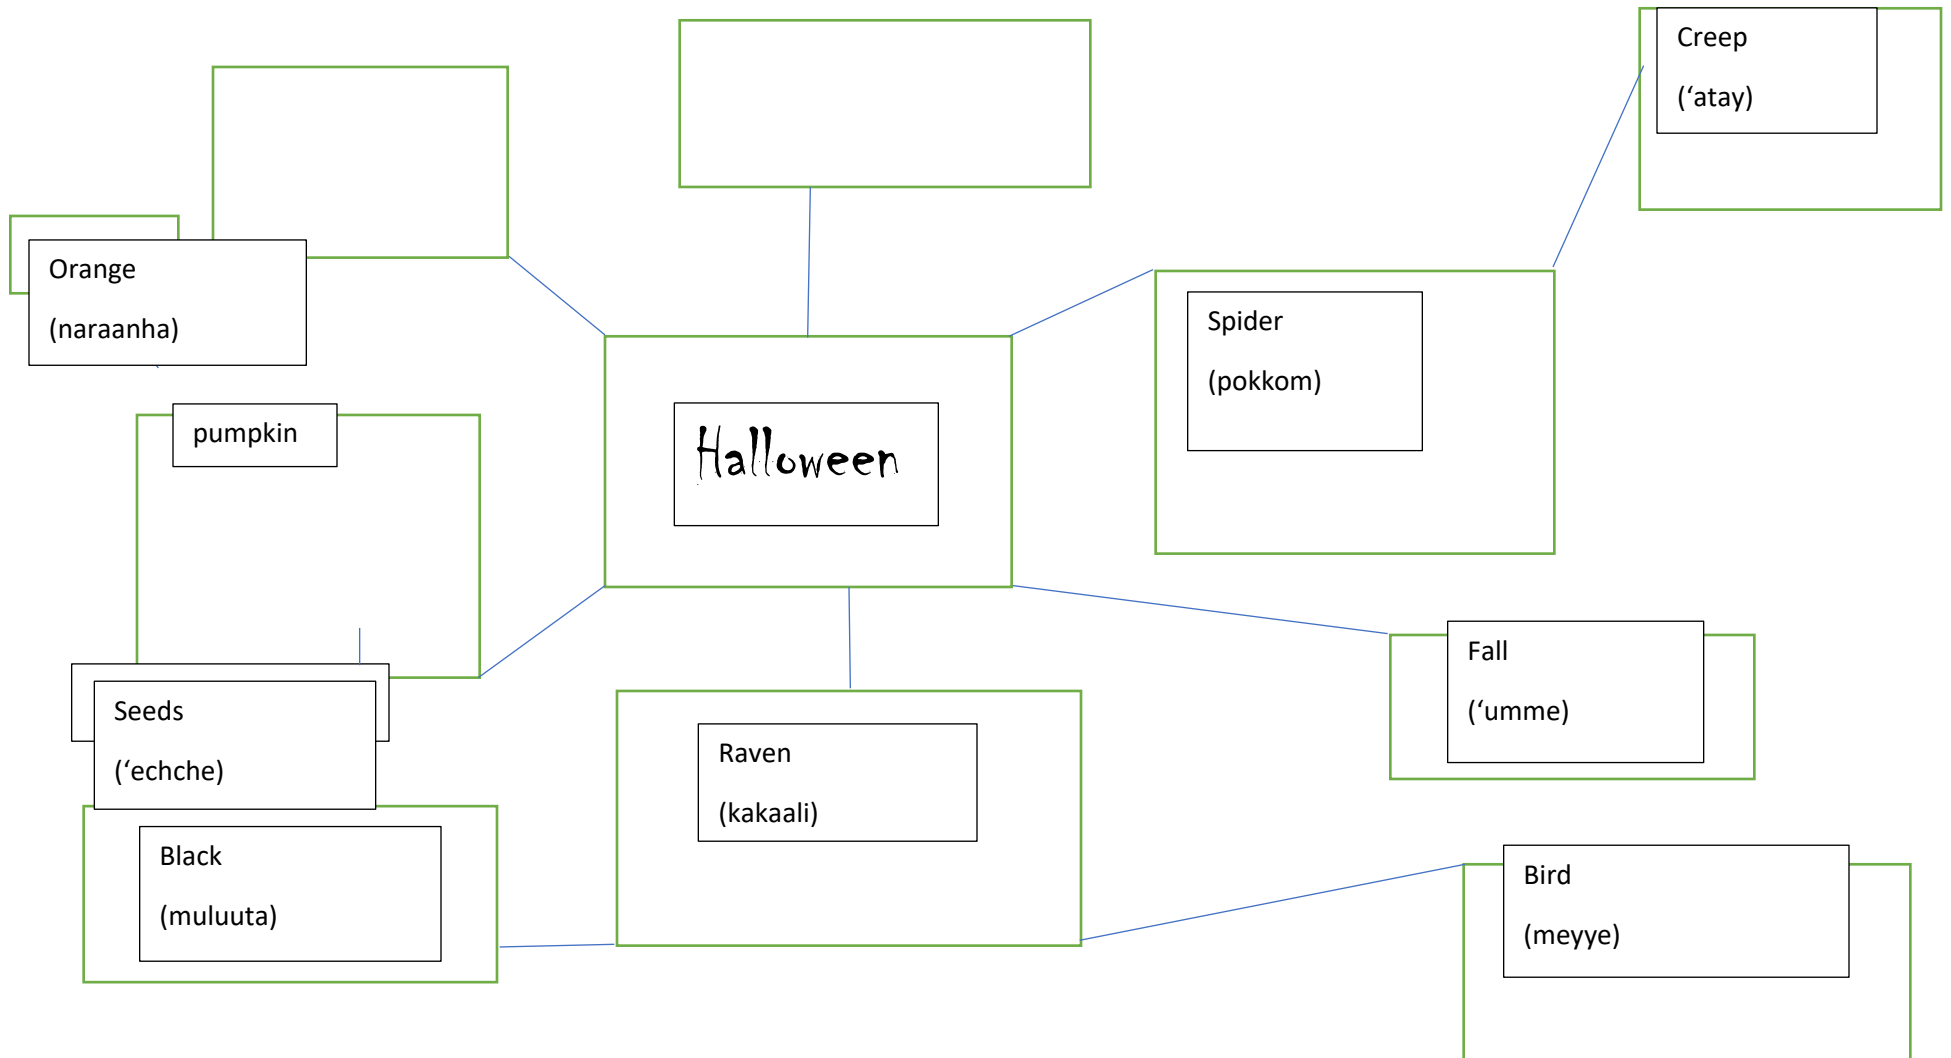 Creep
(‘atay)
Orange
(naraanha)
Spider
(pokkom)
pumpkin
Halloween
Fall
(‘umme)
Seeds
(‘echche)
Raven
(kakaali)
Black
(muluuta)
Bird
(meyye)